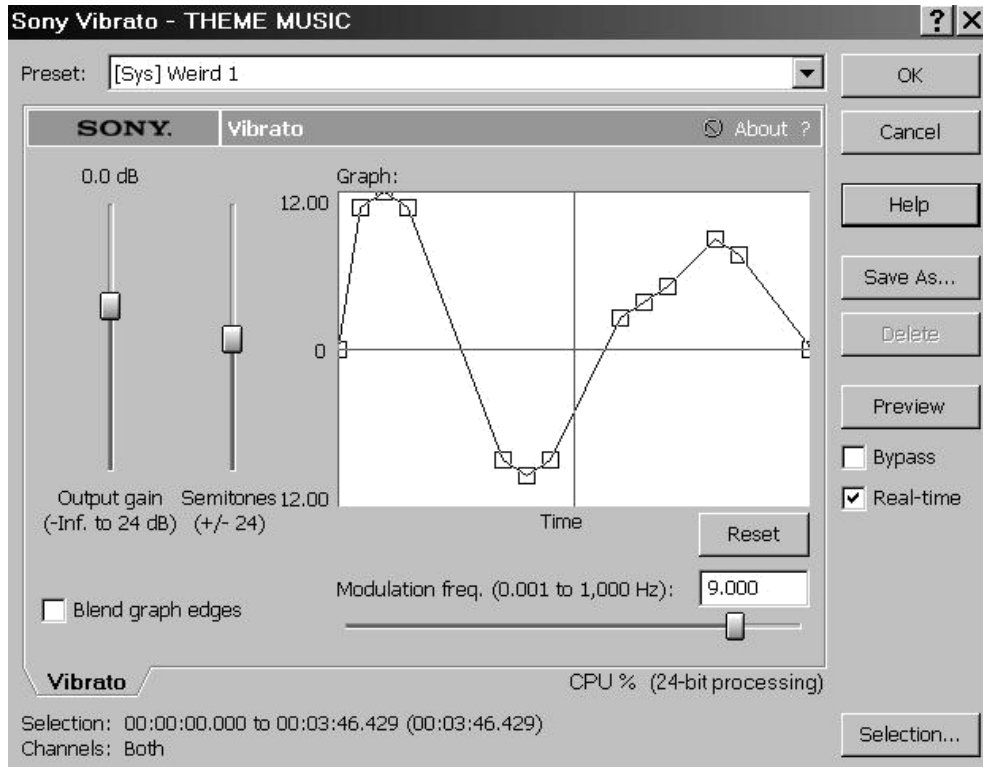 Sony Vibrato - THEME MUSIC ? X
Preset: [Sys] Weird 1
OK
SONY. Vibrato About ?
Cancel
0.0 dB
Graph:
12.00
Help
Save As...
0
Delete
Preview
Bypass
Output gain Semitones 12.00
Real-time
(-Inf. to 24 dB) (+/- 24)
Time
Reset
Modulation freq. (0.001 to 1,000 Hz): 9.000
Blend graph edges
Vibrato
CPU % (24-bit processing)
Selection: 00:00:00.000 to 00:03:46.429 (00:03:46.429)
Channels: Both
Selection...